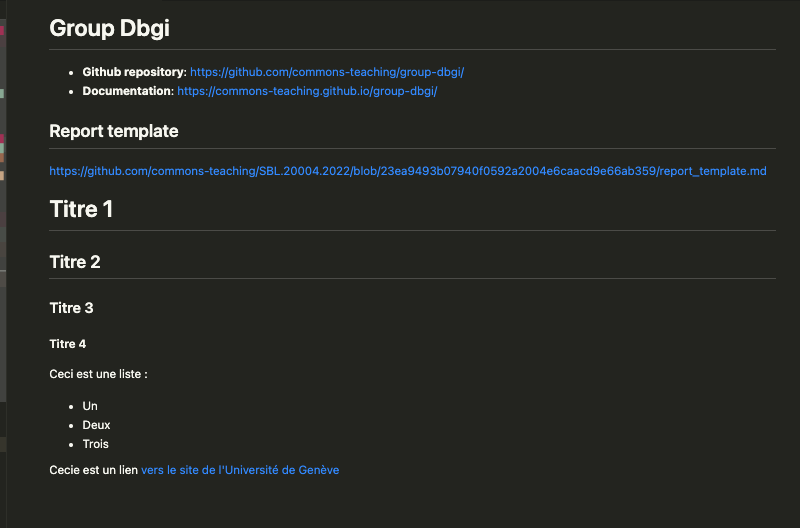 Group Dbgi
Github repository: https://github.com/commons-teaching/group-dbgi/
Documentation: https://commons-teaching.github.io/group-dbgi/
Report template
https://github.com/commons-teaching/SBL.20004.2022/blob/23ea9493b07940f0592a2004e6caacd9e66ab359/report_template.md
Titre 1
Titre 2
Titre 3
Titre 4
Ceci est une liste :
Un
Deux
Trois
Cecie est un lien vers le site de l'Université de Genève